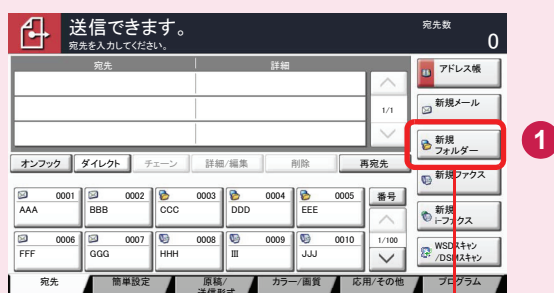 送信できます。
宛先を入力してください。
宛先数
0
宛先
詳細
1/1
アドレス帳
新規メール
新規
フォルダー
1
新規ファクス
新規
i-ファクス
WSDスキャン
/DSMスキャン
オンフック
ダイレクト
チェーン
詳細/編集
削除
再宛先
0001
AAA
0002
BBB
0003
CCC
0004
DDD
0005
EEE
番号
0006
FFF
0007
GGG
0008
HHH
0009
III
0010
JJJ
1/100
宛先
簡単設定
原稿/
送信形式
カラー/画質
応用/その他
プログラム